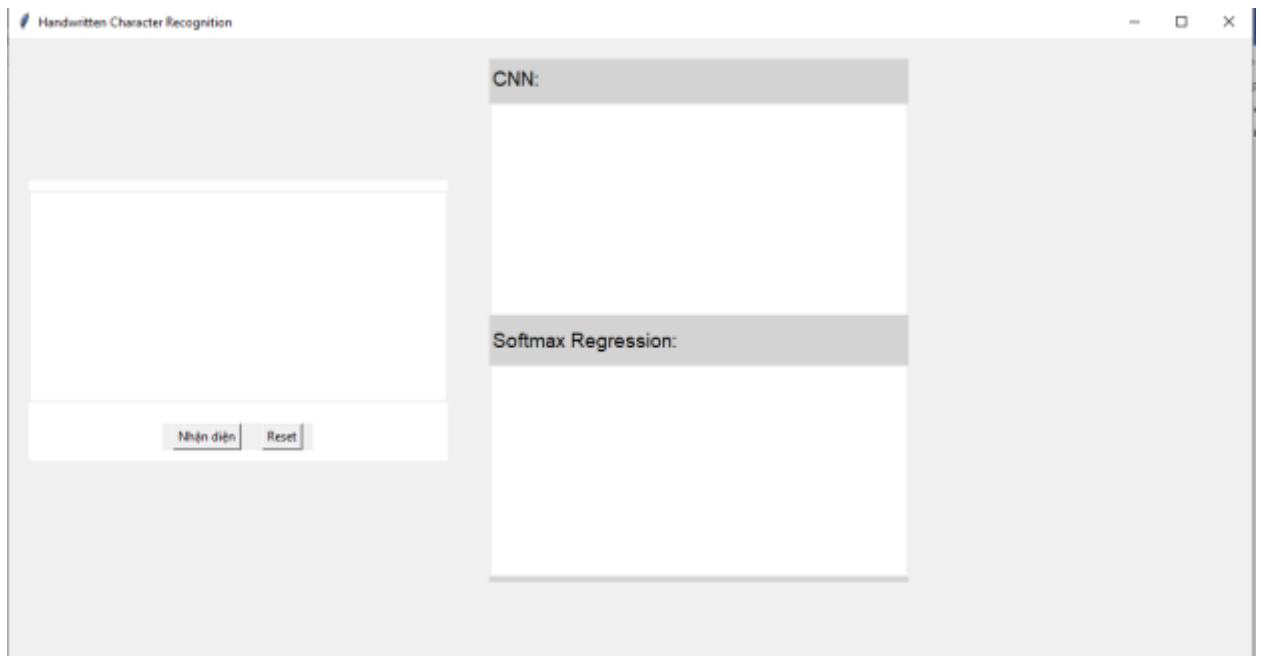 Handwritten Character Recognition
CNN:
Softmax Regression:
Nhận diện Reset